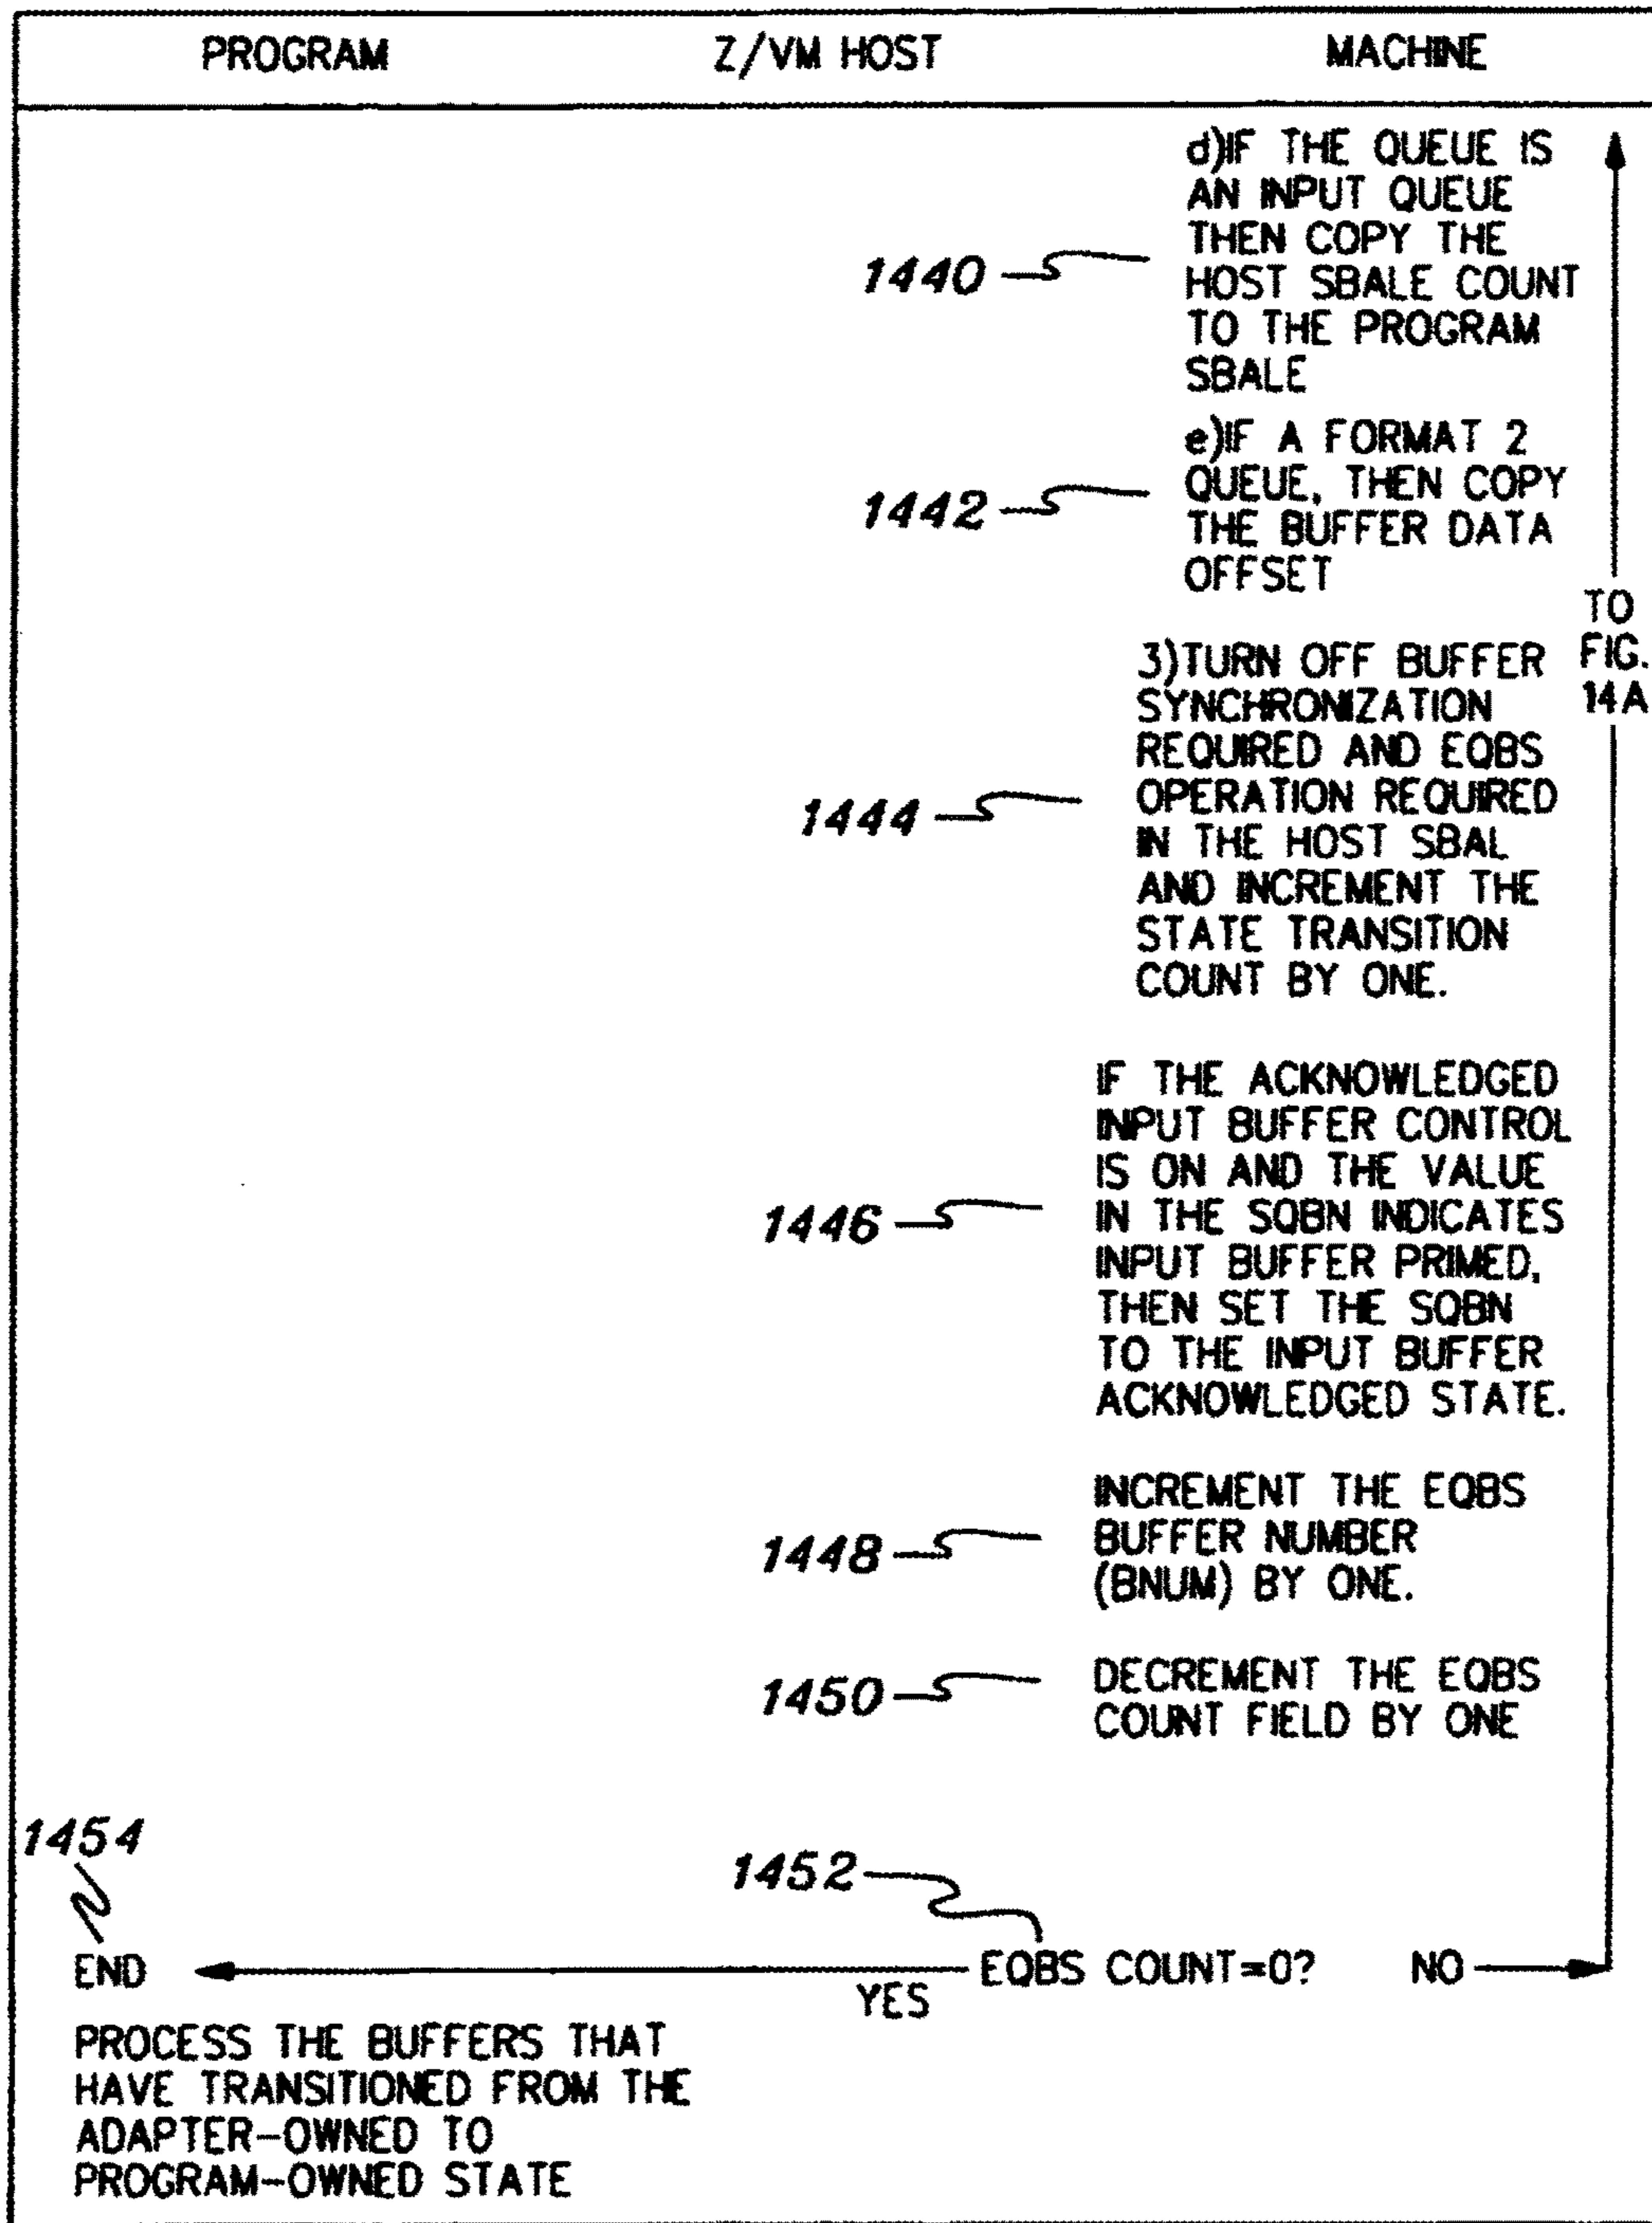 PROGRAM
Z/VM HOST
MACHINE
d)IF THE QUEUE IS
AN INPUT QUEUE
THEN COPY THE
HOST SBALE COUNT
TO THE PROGRAM
SBALE
1440
e)IF A FORMAT 2
QUEUE, THEN COPY
THE BUFFER DATA
OFFSET
1442
TO
FIG.
14A
3)TURN OFF BUFFER
SYNCHRONIZATION
REQUIRED AND EQBS
OPERATION REQUIRED
IN THE HOST SBAL
AND INCREMENT THE
STATE TRANSITION
COUNT BY ONE.
1444
IF THE ACKNOWLEDGED
INPUT BUFFER CONTROL
IS ON AND THE VALUE
IN THE SQBN INDICATES
INPUT BUFFER PRIMED,
THEN SET THE SQBN
TO THE INPUT BUFFER
ACKNOWLEDGED STATE.
1446
INCREMENT THE EQBS
BUFFER NUMBER
(BNUM) BY ONE.
1448
DECREMENT THE EQBS
COUNT FIELD BY ONE
1450
1454
1452
END
YES
EQBS COUNT=0?
NO
PROCESS THE BUFFERS THAT
HAVE TRANSITIONED FROM THE
ADAPTER-OWNED TO
PROGRAM-OWNED STATE